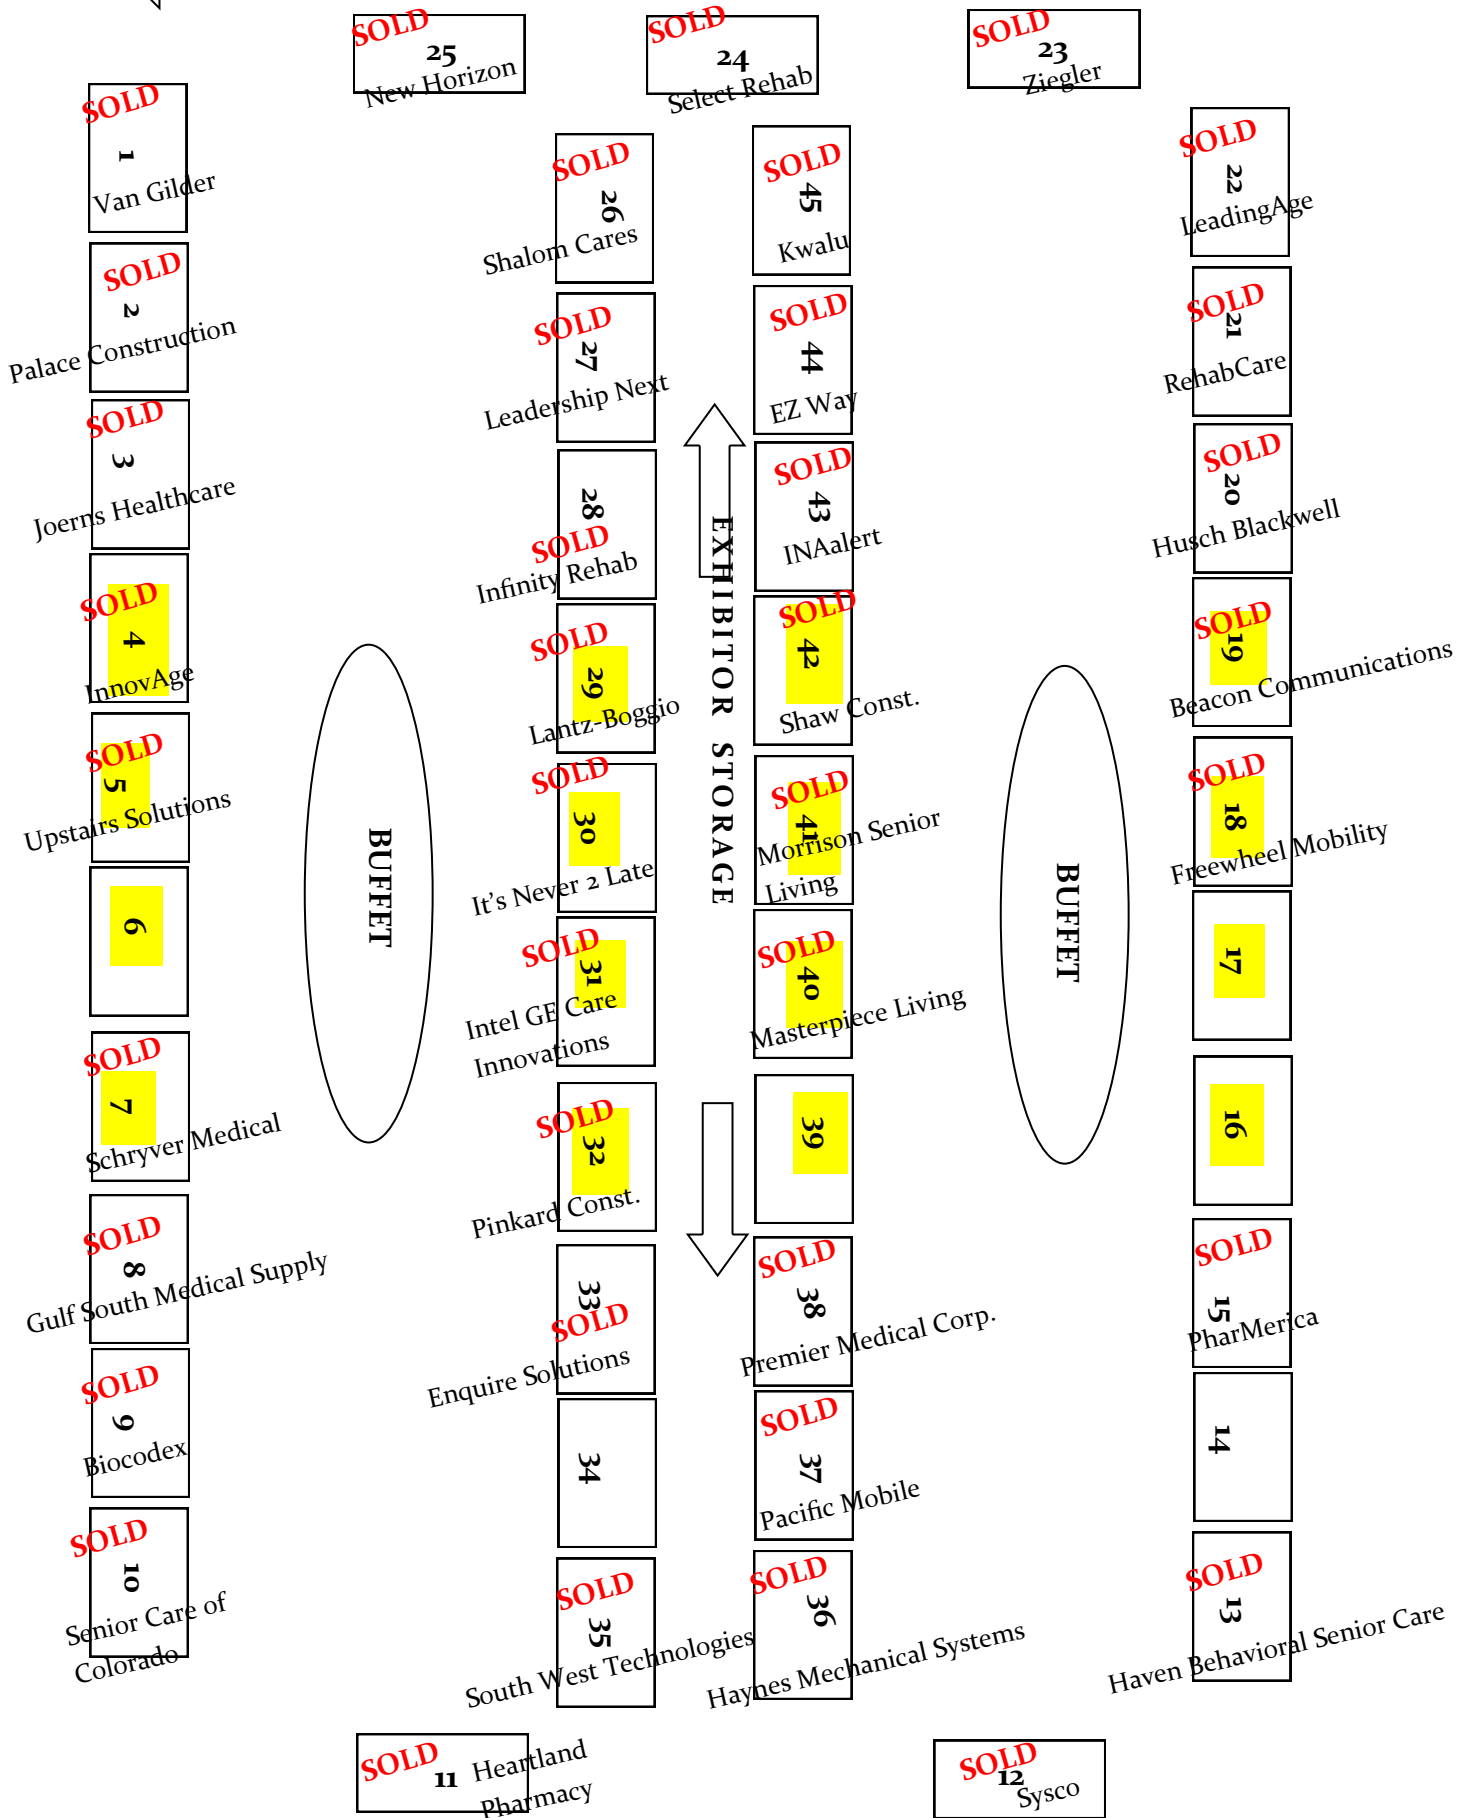 SOLD
25
New Horizon
SOLD
24
Select Rehab
SOLD
23
Ziegler
SOLD
1
Van Gilder
SOLD
2
Palace Construction
SOLD
3
Joerns Healthcare
SOLD
4
InnovAge
SOLD
5
Upstairs Solutions
6
SOLD
7
Schryver Medical
SOLD
8
Gulf South Medical Supply
SOLD
9
Biocodex
SOLD
10
Senior Care of
Colorado
BUFFET
SOLD
26
Shalom Cares
SOLD
27
Leadership Next
28
SOLD
Infinity Rehab
SOLD
29
Lantz-Boggio
SOLD
30
It's Never 2 Late
SOLD
31
Intel GE Care
Innovations
SOLD
32
Pinkard Const.
33
SOLD
Enquire Solutions
34
SOLD
35
South West Technologies
EXHIBITOR STORAGE
SOLD
45
Kwalu
SOLD
44
EZ Way
SOLD
43
INAalert
SOLD
42
Shaw Const.
SOLD
41
Morrison Senior
Living
SOLD
40
Masterpiece Living
39
SOLD
38
Premier Medical Corp.
SOLD
37
Pacific Mobile
SOLD
36
Haynes Mechanical Systems
BUFFET
SOLD
22
LeadingAge
SOLD
21
RehabCare
SOLD
20
Husch Blackwell
SOLD
19
Beacon Communications
SOLD
18
Freewheel Mobility
17
16
SOLD
15
PharMerica
14
SOLD
13
Haven Behavioral Senior Care
SOLD
11
Heartland
Pharmacy
SOLD
12
Sysco